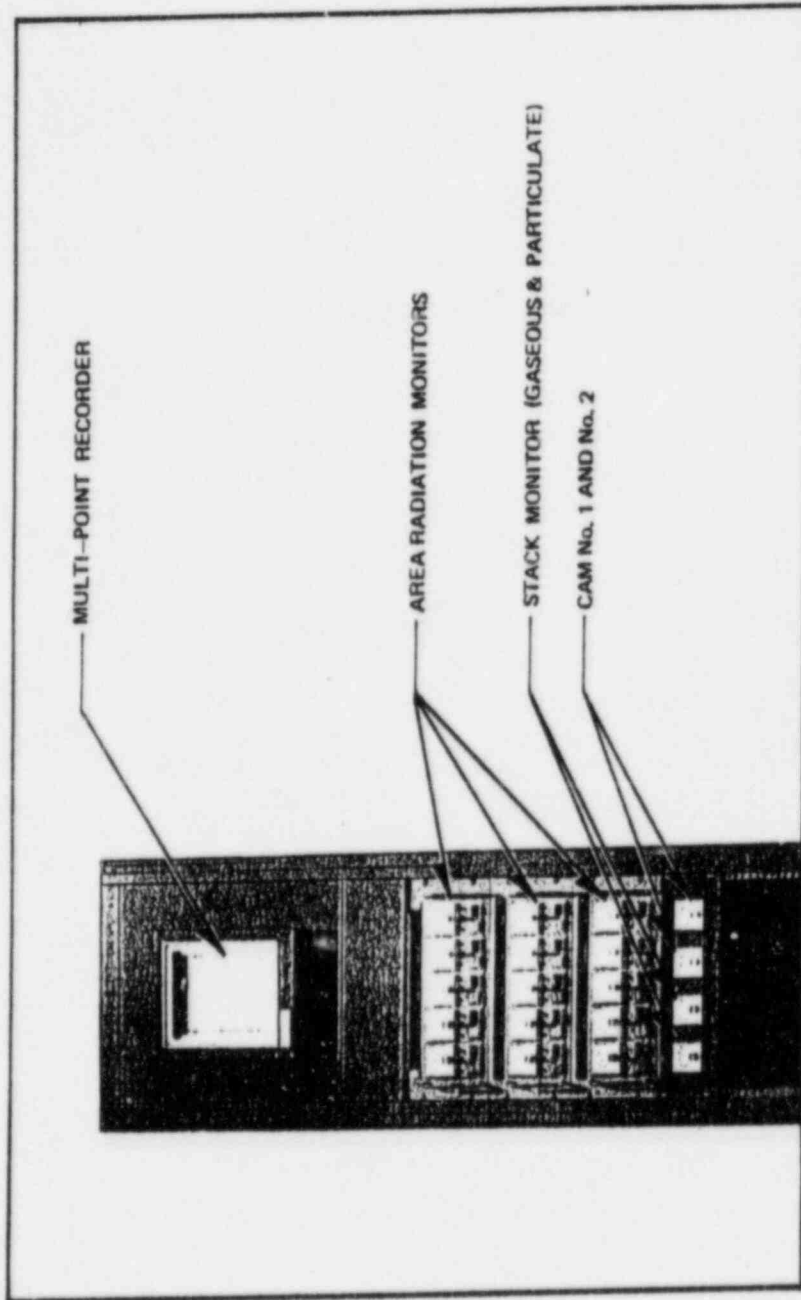 MULTI–POINT RECORDER
AREA RADIATION MONITORS
STACK MONITOR (GASEOUS & PARTICULATE)
CAM No. 1 AND No. 2